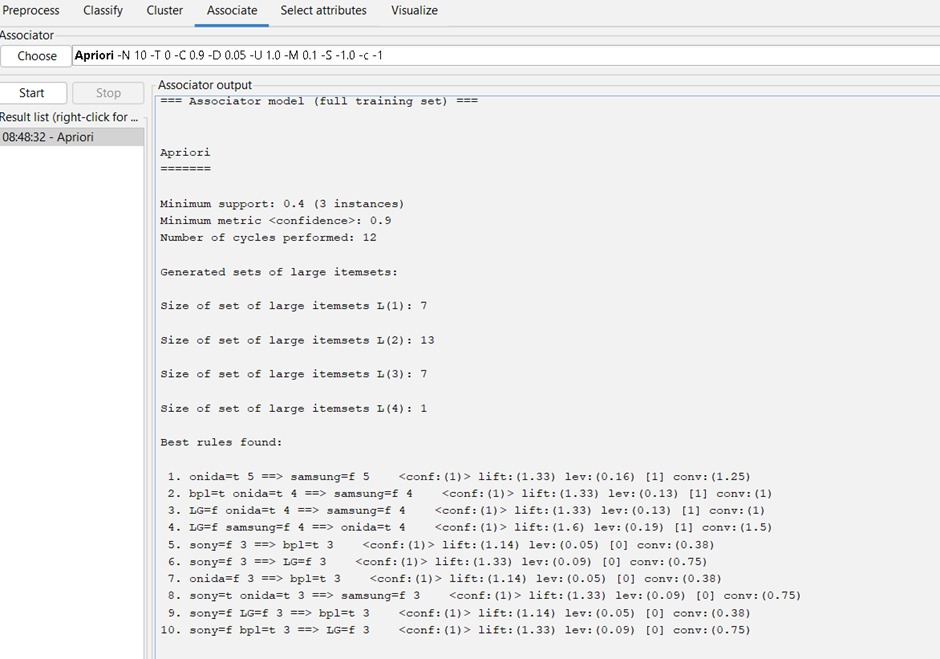 Preprocess Classify Cluster Associate Select attributes Visualize
Associator
Choose Apriori -N 10 -T 0 -C 0.9 -D 0.05 -U 1.0 -M 0.1 -S -1.0 -c -1
Start Stop
Result list (right-click for ...
08:48:32 - Apriori
Associator output
=== Associator model (full training set) ===
Apriori
=======
Minimum support: 0.4 (3 instances)
Minimum metric <confidence>: 0.9
Number of cycles performed: 12
Generated sets of large itemsets:
Size of set of large itemsets L(1): 7
Size of set of large itemsets L(2): 13
Size of set of large itemsets L(3): 7
Size of set of large itemsets L(4): 1
Best rules found:
1. onida=t 5 ==> samsung=f 5 <conf:(1)> lift:(1.33) lev:(0.16) [1] conv:(1.25)
2. bpl=t onida=t 4 ==> samsung=f 4 <conf:(1)> lift:(1.33) lev:(0.13) [1] conv:(1)
3. LG=f onida=t 4 ==> samsung=f 4 <conf:(1)> lift:(1.33) lev:(0.13) [1] conv:(1)
4. LG=f samsung=f 4 ==> onida=t 4 <conf:(1)> lift:(1.6) lev:(0.19) [1] conv:(1.5)
5. sony=f 3 ==> bpl=t 3 <conf:(1)> lift:(1.14) lev:(0.05) [0] conv:(0.38)
6. sony=f 3 ==> LG=f 3 <conf:(1)> lift:(1.33) lev:(0.09) [0] conv:(0.75)
7. onida=f 3 ==> bpl=t 3 <conf:(1)> lift:(1.14) lev:(0.05) [0] conv:(0.38)
8. sony=t onida=t 3 ==> samsung=f 3 <conf:(1)> lift:(1.33) lev:(0.09) [0] conv:(0.75)
9. sony=f LG=f 3 ==> bpl=t 3 <conf:(1)> lift:(1.14) lev:(0.05) [0] conv:(0.38)
10. sony=f bpl=t 3 ==> LG=f 3 <conf:(1)> lift:(1.33) lev:(0.09) [0] conv:(0.75)